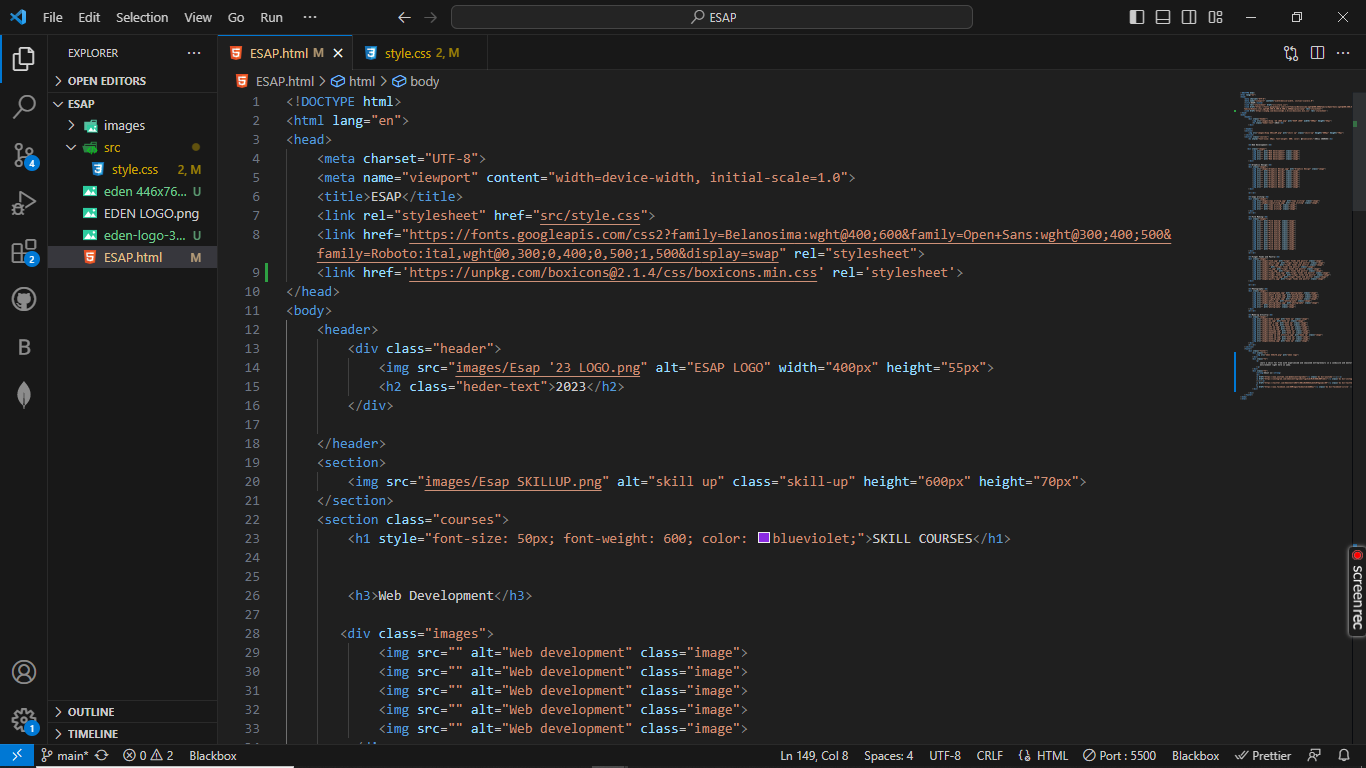 File Edit Selection View Go Run ··· ESAP
EXPLORER ···
OPEN EDITORS
ESAP
images
src
style.css 2, M
eden 446x76... U
EDEN LOGO.png
eden-logo-3... U
ESAP.html M
OUTLINE
TIMELINE
4
2
B
1
ESAP.html M style.css 2, M
ESAP.html > html > body
1 <!DOCTYPE html>
2 <html lang="en">
3 <head>
4 <meta charset="UTF-8">
5 <meta name="viewport" content="width=device-width, initial-scale=1.0">
6 <title>ESAP</title>
7 <link rel="stylesheet" href="src/style.css">
8 <link href="https://fonts.googleapis.com/css2?family=Belanosima:wght@400;600&family=Open+Sans:wght@300;400;500&
family=Roboto:ital,wght@0,300;0,400;0,500;1,500&display=swap" rel="stylesheet">
9 <link href='https://unpkg.com/boxicons@2.1.4/css/boxicons.min.css' rel='stylesheet'>
10 </head>
11 <body>
12 <header>
13 <div class="header">
14 <img src="images/Esap '23 LOGO.png" alt="ESAP LOGO" width="400px" height="55px">
15 <h2 class="heder-text">2023</h2>
16 </div>
17
18 </header>
19 <section>
20 <img src="images/Esap SKILLUP.png" alt="skill up" class="skill-up" height="600px" height="70px">
21 </section>
22 <section class="courses">
23 <h1 style="font-size: 50px; font-weight: 600; color: blueviolet;">SKILL COURSES</h1>
24
25
26 <h3>Web Development</h3>
27
28 <div class="images">
29 <img src="" alt="Web development" class="image">
30 <img src="" alt="Web development" class="image">
31 <img src="" alt="Web development" class="image">
32 <img src="" alt="Web development" class="image">
33 <img src="" alt="Web development" class="image">
screenrec
main* 0 2 Blackbox Ln 149, Col 8 Spaces: 4 UTF-8 CRLF HTML Port : 5500 Blackbox Prettier